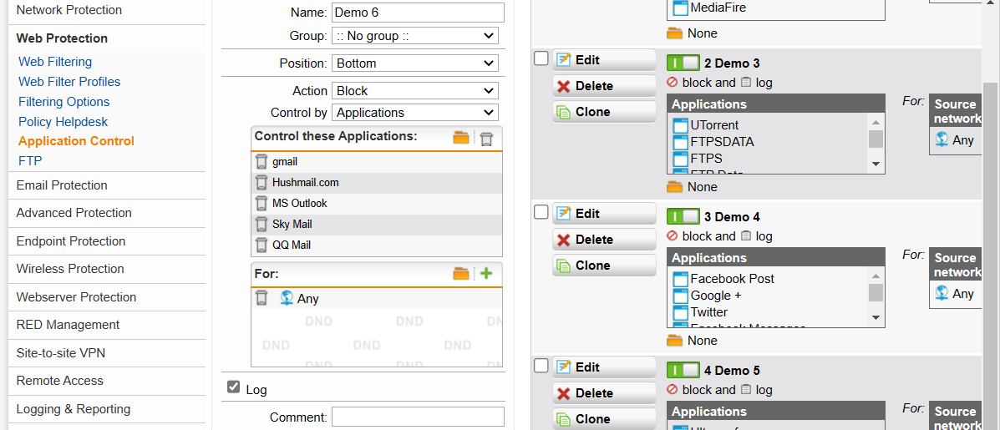 Network Protection
Web Protection
Web Filtering
Web Filter Profiles
Filtering Options
Policy Helpdesk
Application Control
FTP
Email Protection
Advanced Protection
Endpoint Protection
Wireless Protection
Webserver Protection
RED Management
Site-to-site VPN
Remote Access
Logging & Reporting
Name: Demo 6
Group: :: No group ::
Position: Bottom
Action Block
Control by Applications
Control these Applications:
gmail
Hushmail.com
MS Outlook
Sky Mail
QQ Mail
For:
Any
DND DND DN
DND DND DND
DND DND DN
Log
Comment:
MediaFire
None
Edit
Delete
Clone
2 Demo 3
block and log
Applications
UTorrent
FTPSDATA
FTPS
FTP Data
For: Source
network
Any
None
Edit
Delete
Clone
3 Demo 4
block and log
Applications
Facebook Post
Google +
Twitter
Facebook Messages
For: Source
network
Any
None
Edit
Delete
Clone
4 Demo 5
block and log
Applications
For: Source
network